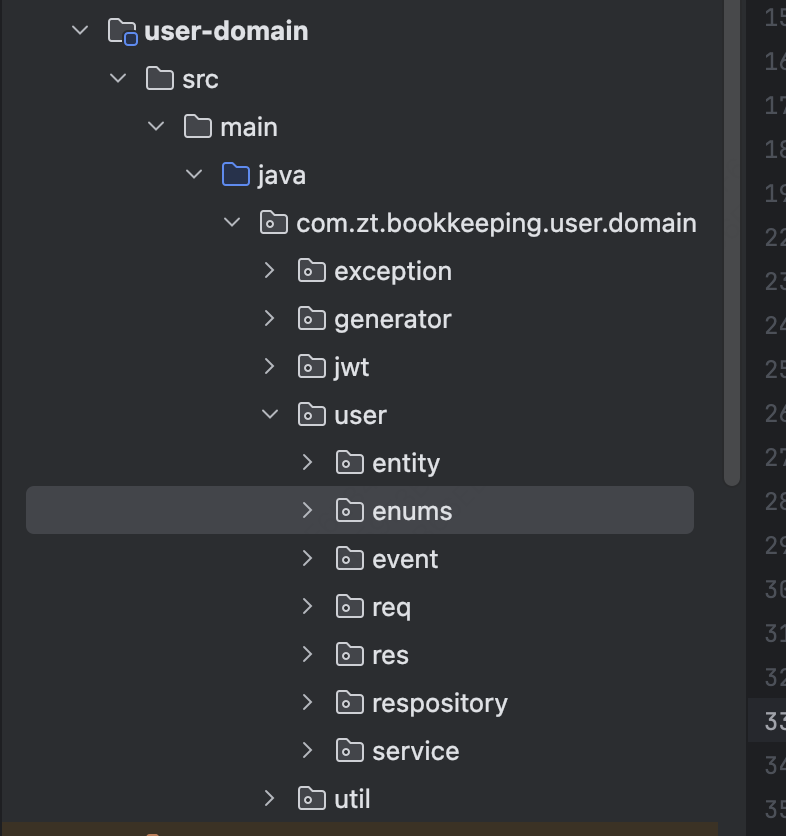 user-domain
src
main
java
com.zt.bookkeeping.user.domain
exception
generator
jwt
user
entity
enums
event
req
res
respository
service
util
16
17
18
19
22
23
24
25
26
27
28
29
30
31
32
33
34
35